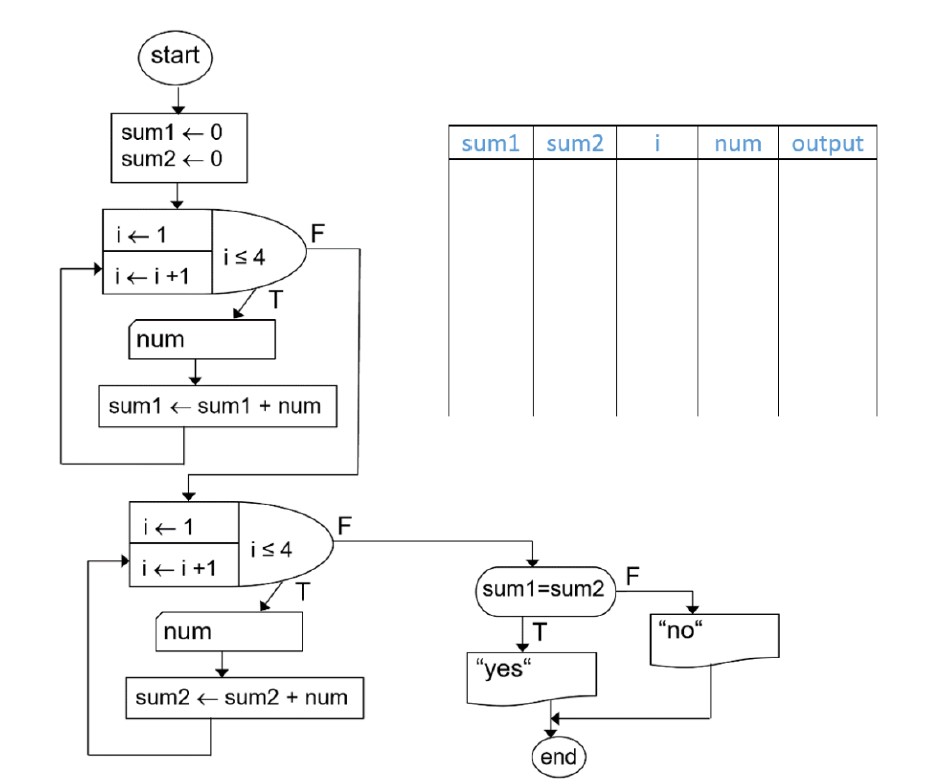 start
sum1 ← 0
sum2 ← 0
i ← 1
i ← i +1
i ≤ 4
F
T
num
sum1 ← sum1 + num
i ← 1
i ← i +1
i ≤ 4
F
T
num
sum2 ← sum2 + num
sum1=sum2
F
T
“no“
“yes“
end
sum1 sum2 i num output